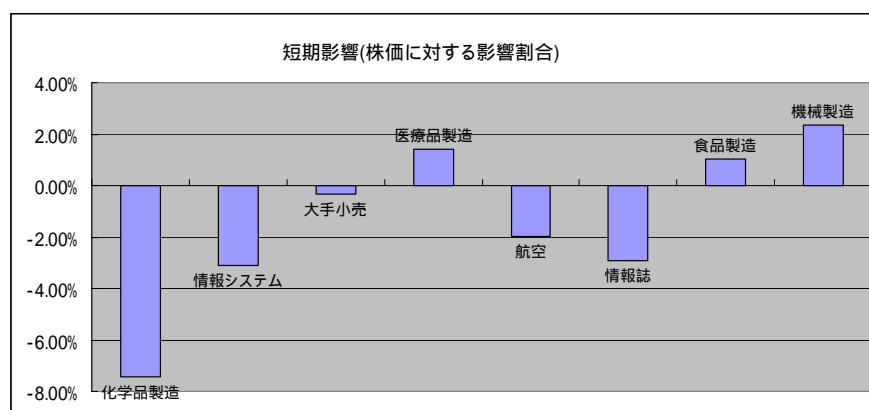 短期影響(株価に対する影響割合)
4.00%
2.00%
0.00%
-2.00%
-4.00%
-6.00%
-8.00%
化学品製造
情報システム
大手小売
医療品製造
航空
情報誌
食品製造
機械製造